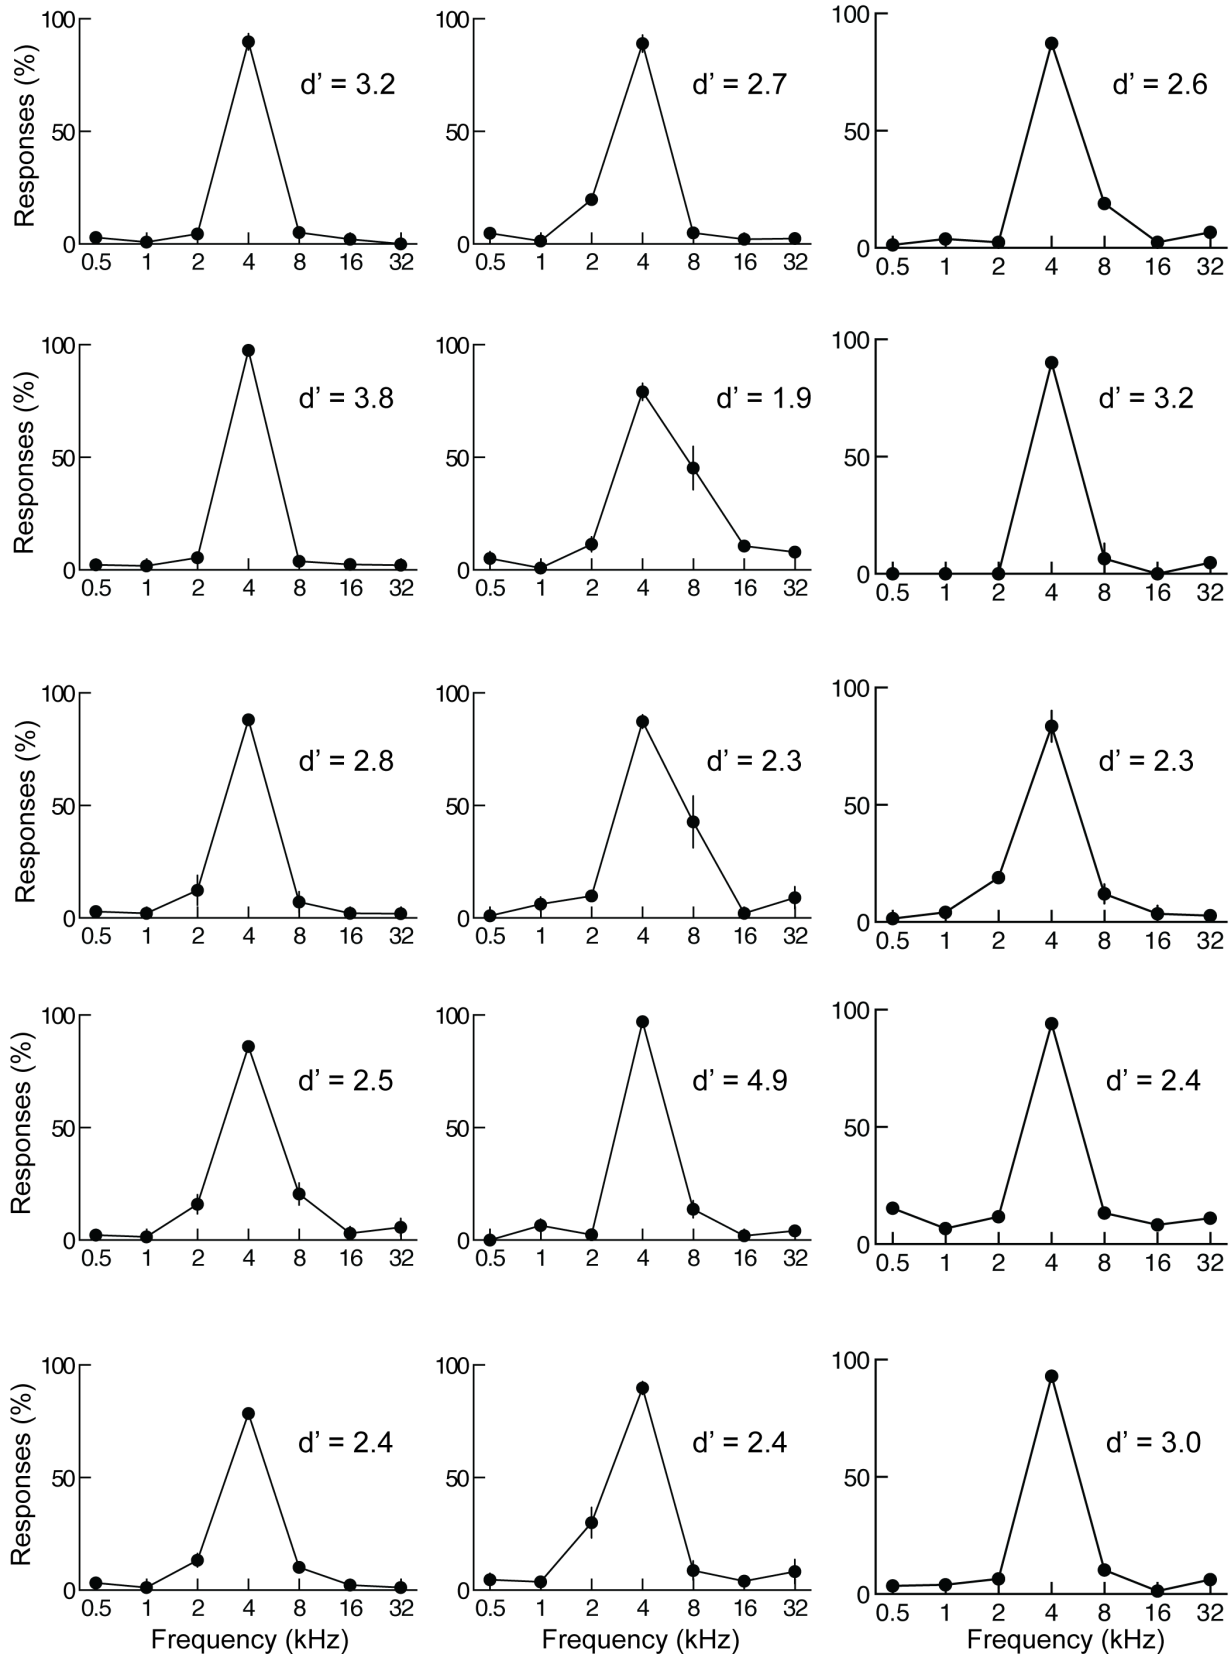 100 100 100
Responses (%) d' = 3.2 d' = 2.7 d' = 2.6
50 50 50
0 0 0
0.5 1 2 4 8 16 32 0.5 1 2 4 8 16 32 0.5 1 2 4 8 16 32
100 100 100
Responses (%) d' = 3.8 d' = 1.9 d' = 3.2
50 50 50
0 0 0
0.5 1 2 4 8 16 32 0.5 1 2 4 8 16 32 0.5 1 2 4 8 16 32
100 100 100
Responses (%) d' = 2.8 d' = 2.3 d' = 2.3
50 50 50
0 0 0
0.5 1 2 4 8 16 32 0.5 1 2 4 8 16 32 0.5 1 2 4 8 16 32
100 100 100
Responses (%) d' = 2.5 d' = 4.9 d' = 2.4
50 50 50
0 0 0
0.5 1 2 4 8 16 32 0.5 1 2 4 8 16 32 0.5 1 2 4 8 16 32
100 100 100
Responses (%) d' = 2.4 d' = 2.4 d' = 3.0
50 50 50
0 0 0
0.5 1 2 4 8 16 32 0.5 1 2 4 8 16 32 0.5 1 2 4 8 16 32
Frequency (kHz) Frequency (kHz) Frequency (kHz)